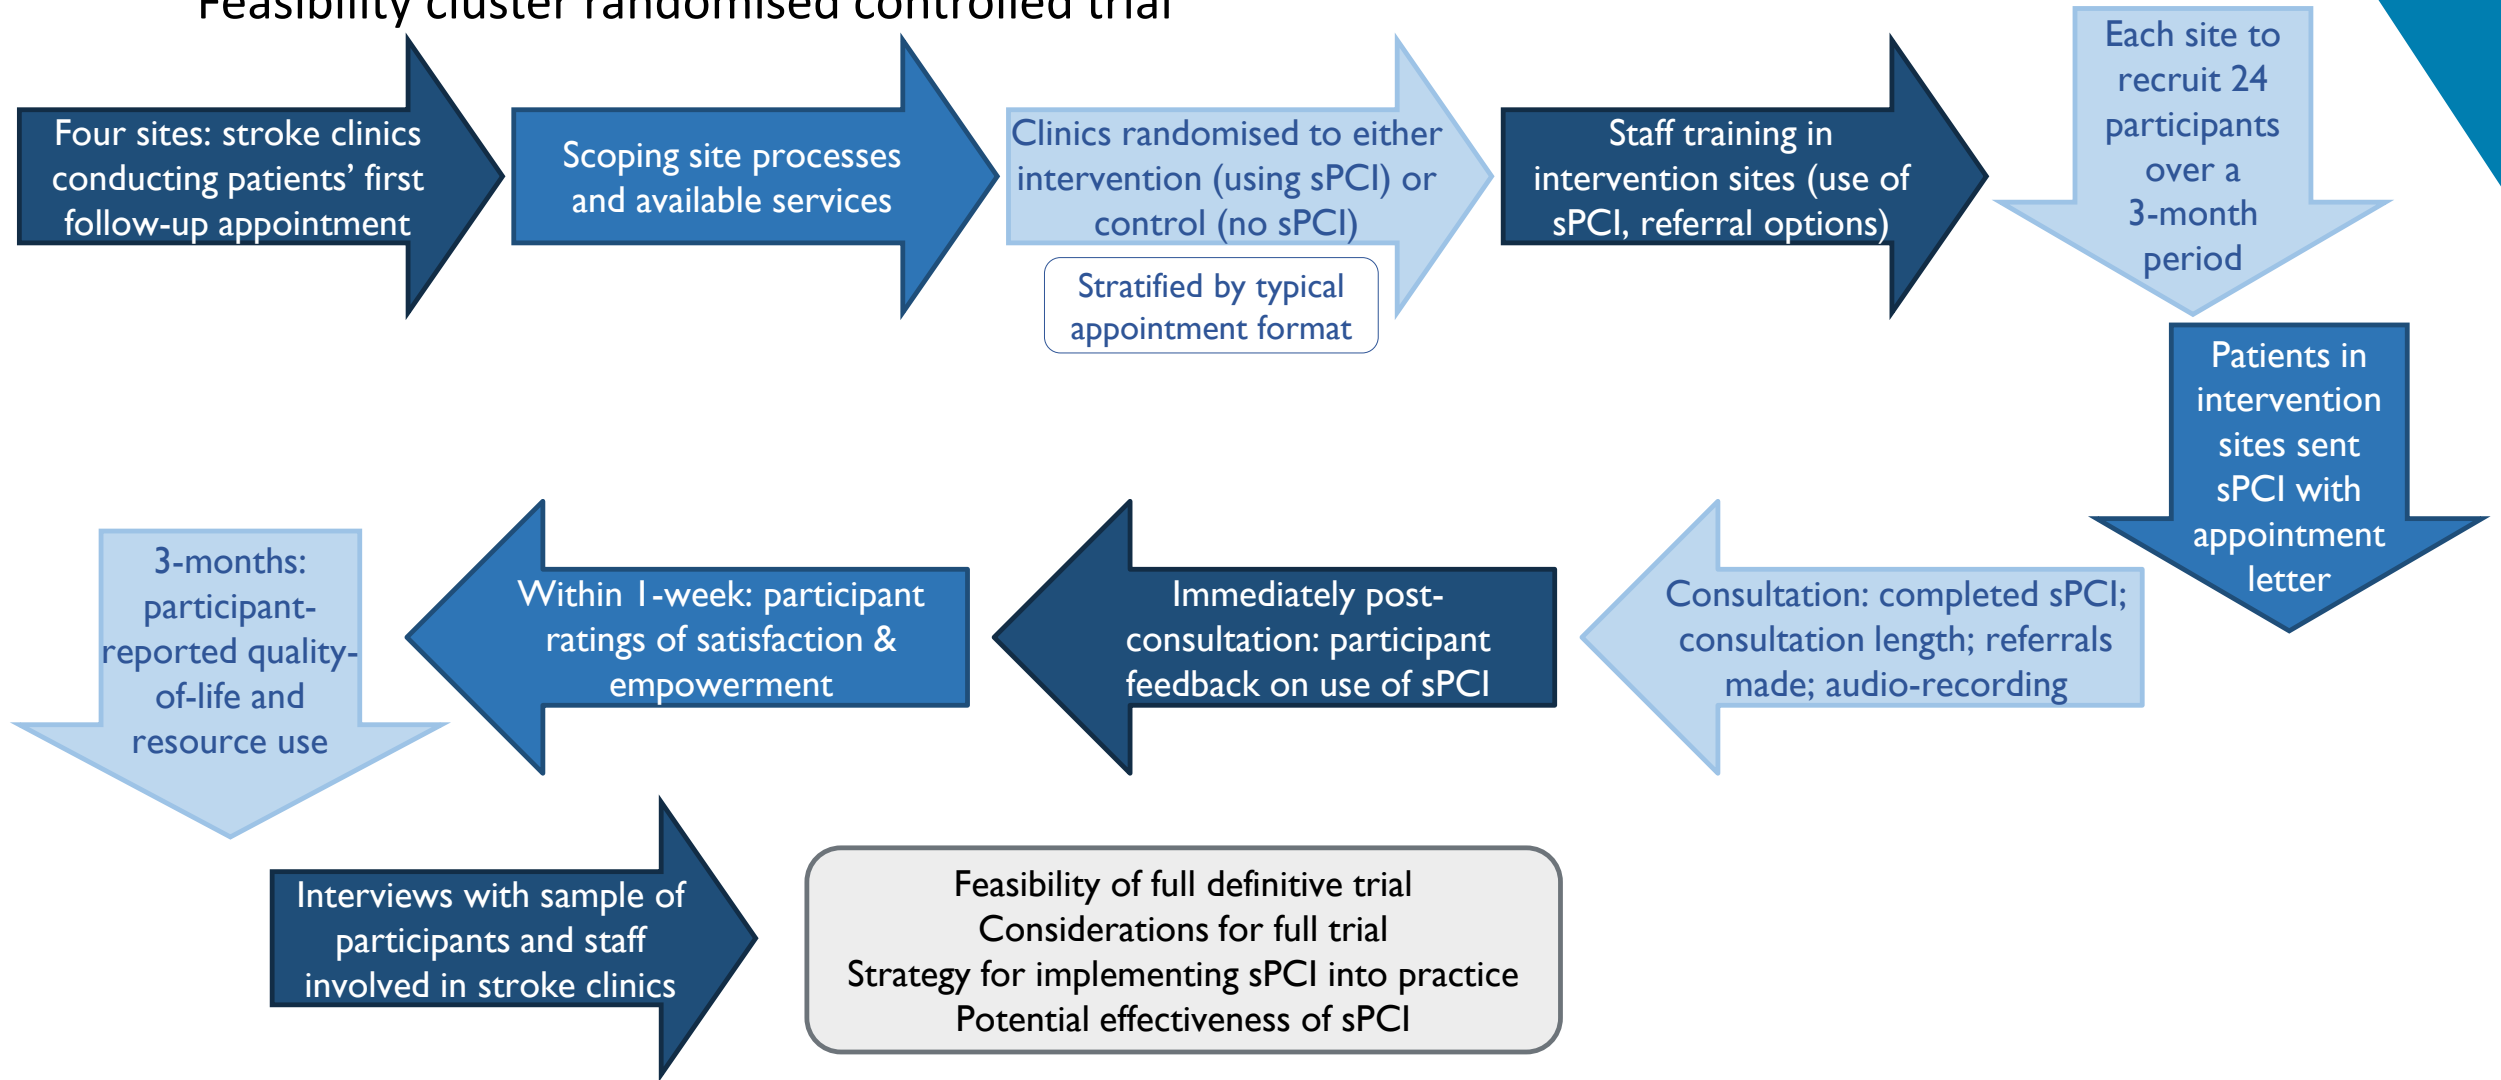 Feasibility cluster randomised controlled trial
Four sites: stroke clinics
conducting patients’ first
follow-up appointment
Scoping site processes
and available services
Clinics randomised to either
intervention (using sPCI) or
control (no sPCI)
Stratified by typical
appointment format
Staff training in
intervention sites (use of
sPCI, referral options)
Each site to
recruit 24
participants
over a
3-month
period
Patients in
intervention
sites sent
sPCI with
appointment
letter
Consultation: completed sPCI;
consultation length; referrals
made; audio-recording
Immediately post-
consultation: participant
feedback on use of sPCI
Within 1-week: participant
ratings of satisfaction &
empowerment
3-months:
participant-
reported quality-
of-life and
resource use
Interviews with sample of
participants and staff
involved in stroke clinics
Feasibility of full definitive trial
Considerations for full trial
Strategy for implementing sPCI into practice
Potential effectiveness of sPCI